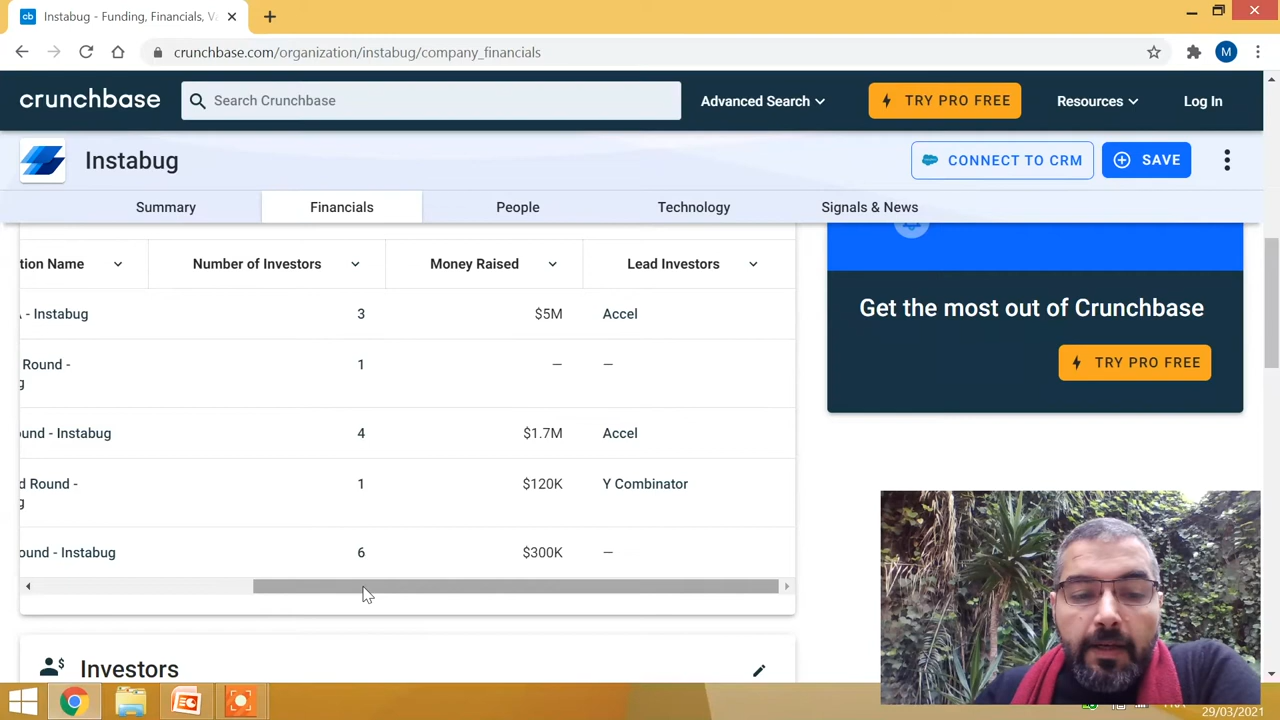 cb Instabug - Funding, Financials, Va
crunchbase.com/organization/instabug/company_financials
M
crunchbase
Search Crunchbase
Advanced Search
TRY PRO FREE
Resources
Log In
Instabug
CONNECT TO CRM
SAVE
Summary
Financials
People
Technology
Signals & News
tion Name
Number of Investors
Money Raised
Lead Investors
A - Instabug
3
$5M
Accel
Round -
g
1
—
—
und - Instabug
4
$1.7M
Accel
d Round -
g
1
$120K
Y Combinator
ound - Instabug
6
$300K
—
Get the most out of Crunchbase
TRY PRO FREE
Investors
29/03/2021